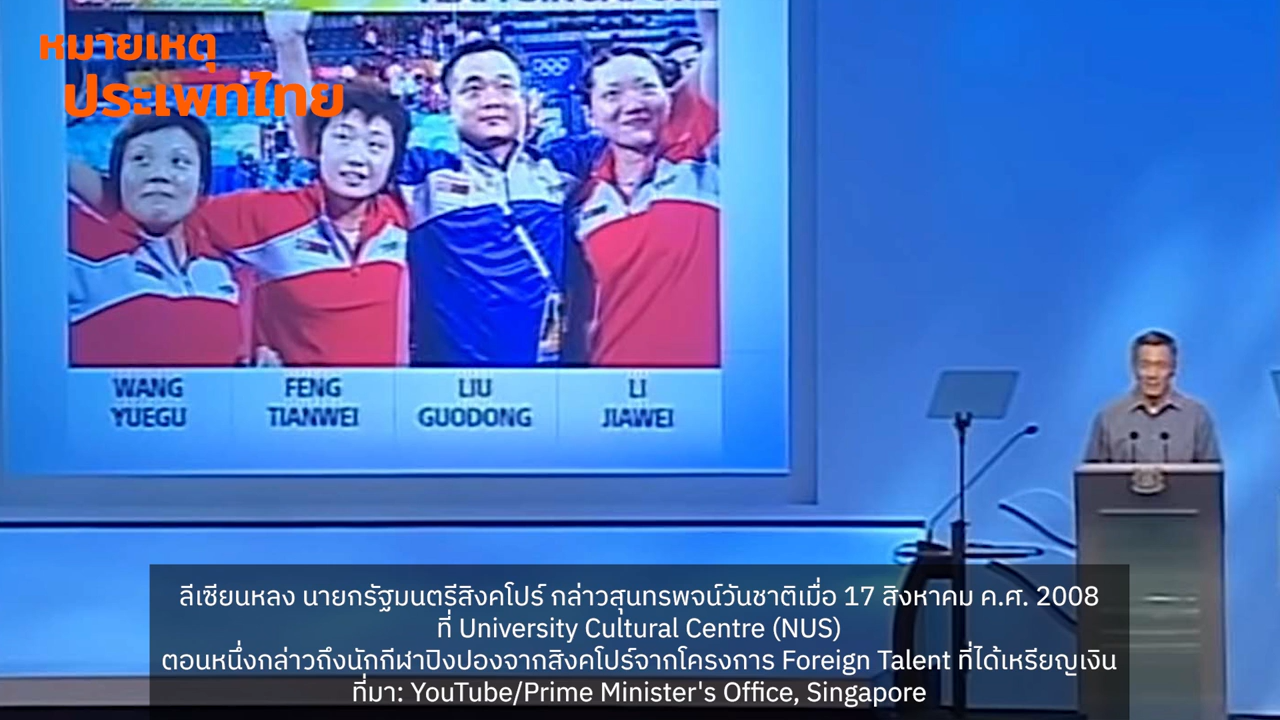 หมายเหตุ
ประเพทไทย
WANG
YUEGU
FENG
TIANWEI
LIU
GUODONG
LI
JIAWEI
ลีเซียนหลง นายกรัฐมนตรีสิงคโปร์ กล่าวสุนทรพจน์วันชาติเมื่อ 17 สิงหาคม ค.ศ. 2008
ที่ University Cultural Centre (NUS)
ตอนหนึ่งกล่าวถึงนักกีฬาปิงปองจากสิงคโปร์จากโครงการ Foreign Talent ที่ได้เหรียญเงิน
ที่มา: YouTube/Prime Minister's Office, Singapore